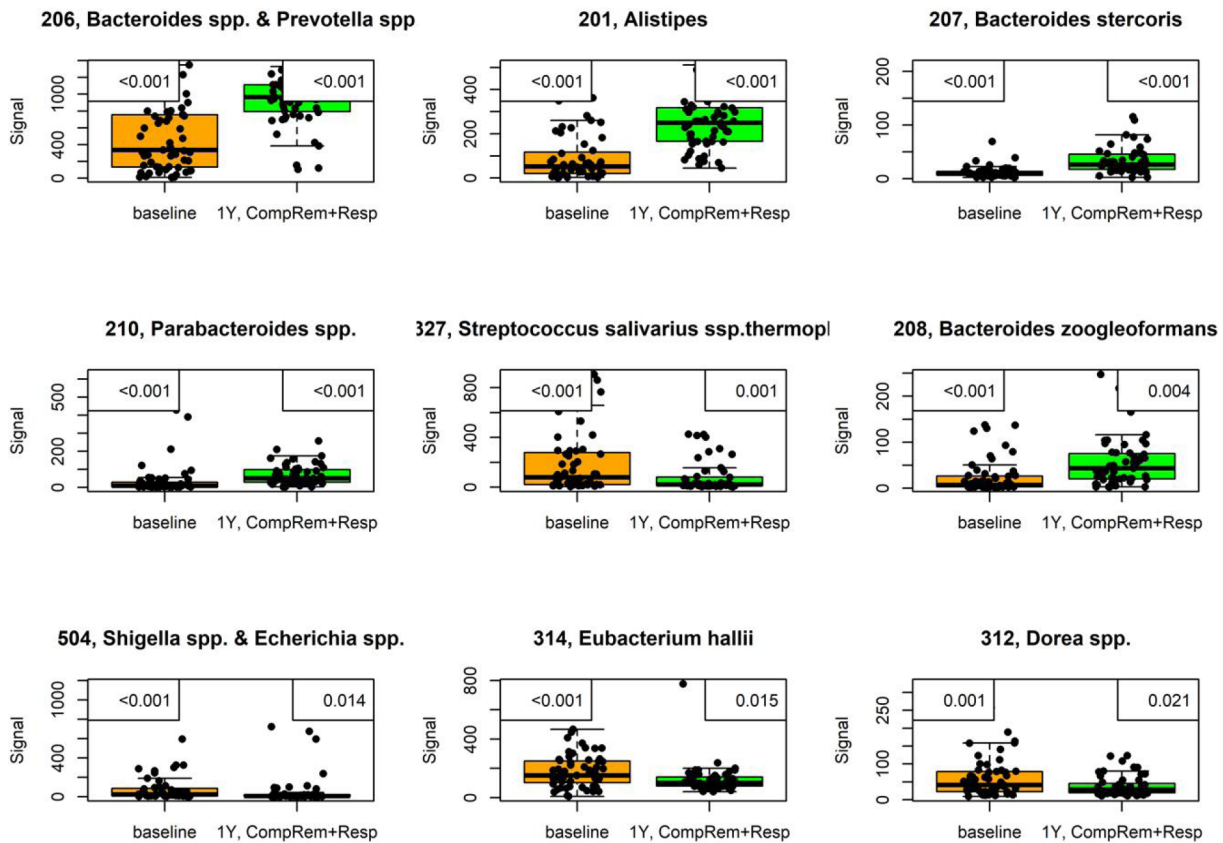 206, Bacteroides spp. & Prevotella spp
Signal
0 400 1000
<0.001
<0.001
baseline
1Y, CompRem+Resp
201, Alistipes
Signal
0 200 400
<0.001
<0.001
baseline
1Y, CompRem+Resp
207, Bacteroides stercoris
Signal
0 50 100 200
<0.001
<0.001
baseline
1Y, CompRem+Resp
210, Parabacteroides spp.
Signal
0 200 500
<0.001
<0.001
baseline
1Y, CompRem+Resp
327, Streptococcus salivarius ssp.thermopl
Signal
0 400 800
<0.001
0.001
baseline
1Y, CompRem+Resp
208, Bacteroides zoogleoformans
Signal
0 50 100 200
<0.001
0.004
baseline
1Y, CompRem+Resp
504, Shigella spp. & Echerichia spp.
Signal
0 400 1000
<0.001
0.014
baseline
1Y, CompRem+Resp
314, Eubacterium hallii
Signal
0 400 800
<0.001
0.015
baseline
1Y, CompRem+Resp
312, Dorea spp.
Signal
0 50 100 250
0.001
0.021
baseline
1Y, CompRem+Resp